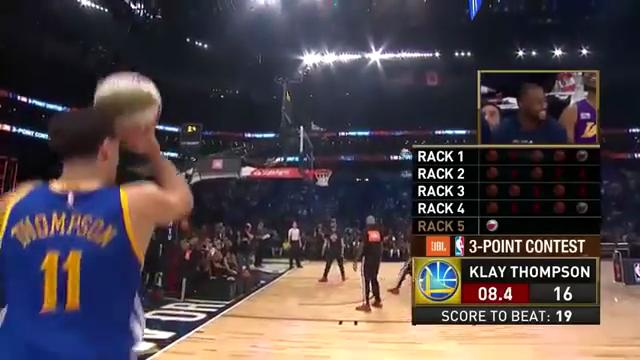 THOMPSON
11
RACK 1
RACK 2
RACK 3
RACK 4
RACK 5
JBL 3-POINT CONTEST
KLAY THOMPSON
08.4 16
SCORE TO BEAT: 19